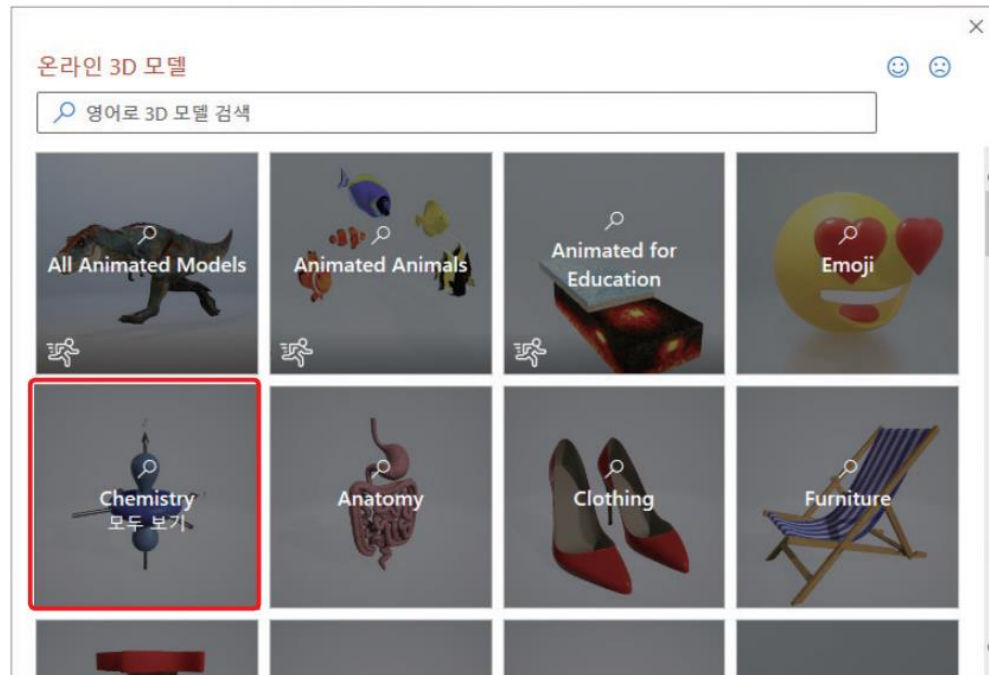 온라인 3D 모델
영어로 3D 모델 검색
All Animated Models
Animated Animals
Animated for
Education
Emoji
Chemistry
모두 보기
Anatomy
Clothing
Furniture